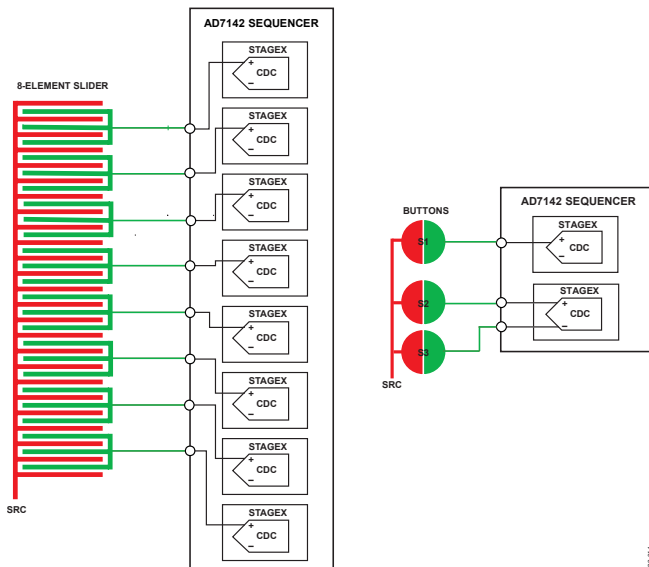 AD7142 SEQUENCER
8-ELEMENT SLIDER
STAGEX
+
CDC
–
STAGEX
+
CDC
–
STAGEX
+
CDC
–
STAGEX
+
CDC
–
STAGEX
+
CDC
–
STAGEX
+
CDC
–
STAGEX
+
CDC
–
STAGEX
+
CDC
–
SRC
BUTTONS
AD7142 SEQUENCER
S1
STAGEX
+
CDC
–
S2
STAGEX
+
CDC
–
S3
SRC